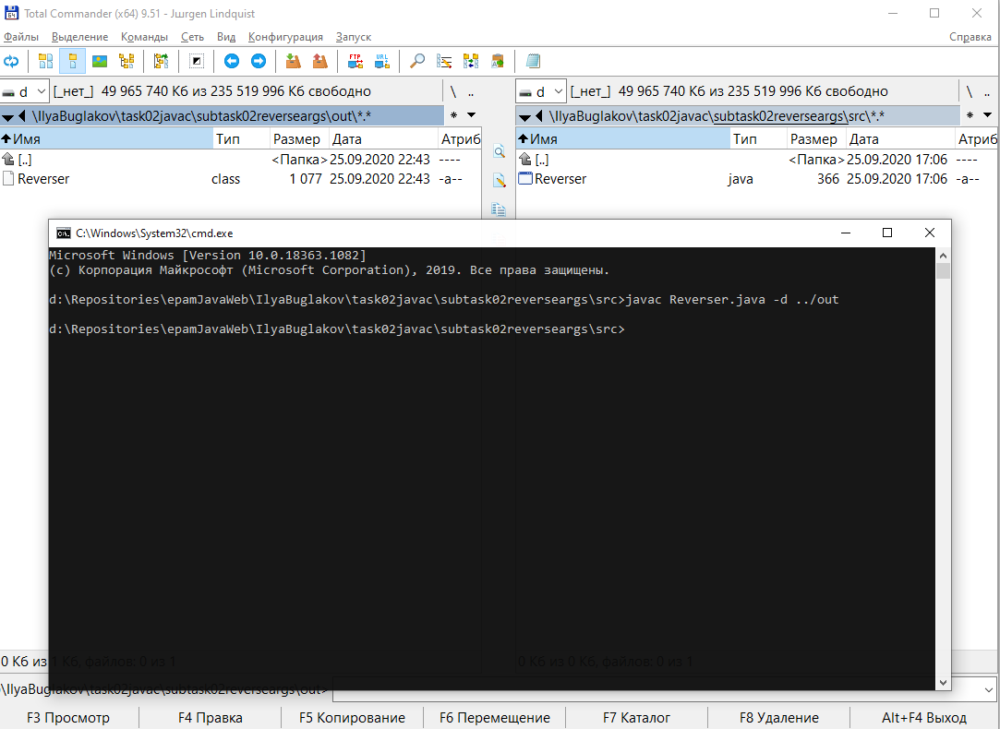 Total Commander (x64) 9.51 - Jɯrgen Lindquist
Файлы Выделение Команды Сеть Вид Конфигурация Запуск Справка
FTP URL
d [_нет_] 49 965 740 Кб из 235 519 996 Кб свободно \ .. d [_нет_] 49 965 740 Кб из 235 519 996 Кб свободно \ ..
\IlyaBuglakov\task02javac\subtask02reverseargs\out\*.* * \IlyaBuglakov\task02javac\subtask02reverseargs\src\*.* *
Имя Тип Размер Дата Атриб Имя Тип Размер Дата Атриб
[..] <Папка> 25.09.2020 22:43 ---- [..] <Папка> 25.09.2020 17:06 ----
Reverser class 1 077 25.09.2020 22:43 -a-- Reverser java 366 25.09.2020 17:06 -a--
C:\Windows\System32\cmd.exe
Microsoft Windows [Version 10.0.18363.1082]
(c) Корпорация Майкрософт (Microsoft Corporation), 2019. Все права защищены.
d:\Repositories\epamJavaWeb\IlyaBuglakov\task02javac\subtask02reverseargs\src>javac Reverser.java -d ../out
d:\Repositories\epamJavaWeb\IlyaBuglakov\task02javac\subtask02reverseargs\src>
0 Кб из 1 Кб, файлов: 0 из 1 0 Кб из 0 Кб, файлов: 0 из 1
\IlyaBuglakov\task02javac\subtask02reverseargs\out>
F3 Просмотр F4 Правка F5 Копирование F6 Перемещение F7 Каталог F8 Удаление Alt+F4 Выход